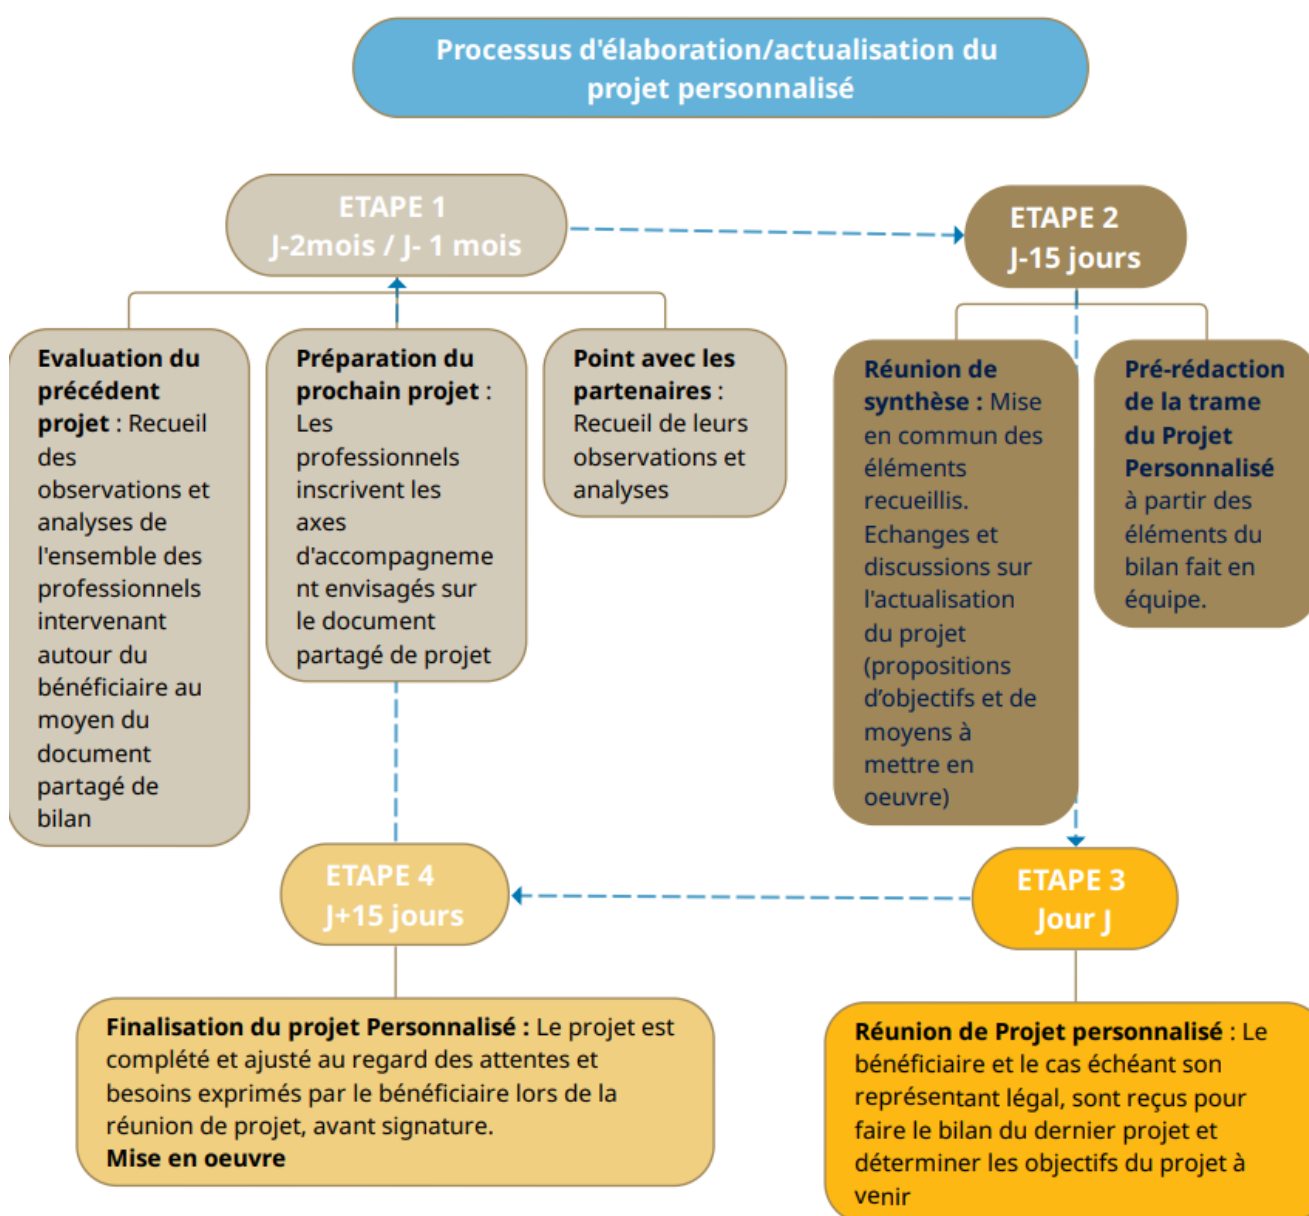 Processus d'élaboration/actualisation du
projet personnalisé
ETAPE 1
J-2mois / J- 1 mois
ETAPE 2
J-15 jours
Evaluation du
précédent
projet : Recueil
des
observations et
analyses de
l'ensemble des
professionnels
intervenant
autour du
bénéficiaire au
moyen du
document
partagé de
bilan
Préparation du
prochain projet :
Les
professionnels
inscrivent les
axes
d'accompagneme
nt envisagés sur
le document
partagé de projet
Point avec les
partenaires :
Recueil de leurs
observations et
analyses
Réunion de
synthèse : Mise
en commun des
éléments
recueillis.
Echanges et
discussions sur
l'actualisation
du projet
(propositions
d'objectifs et de
moyens à
mettre en
oeuvre)
Pré-rédaction
de la trame
du Projet
Personnalisé
à partir des
éléments du
bilan fait en
équipe.
ETAPE 3
Jour J
Réunion de Projet personnalisé : Le
bénéficiaire et le cas échéant son
représentant légal, sont reçus pour
faire le bilan du dernier projet et
déterminer les objectifs du projet à
venir
ETAPE 4
J+15 jours
Finalisation du projet Personnalisé : Le projet est
complété et ajusté au regard des attentes et
besoins exprimés par le bénéficiaire lors de la
réunion de projet, avant signature.
Mise en oeuvre